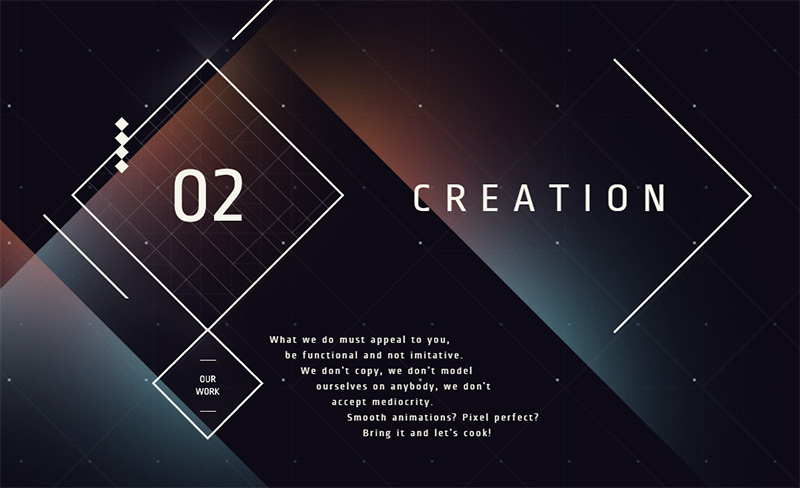 02
CREATION
OUR
WORK
What we do must appeal to you,
be functional and not imitative.
We don't copy, we don't model
ourselves on anybody, we don't
accept mediocrity.
Smooth animations? Pixel perfect?
Bring it and let's cook!